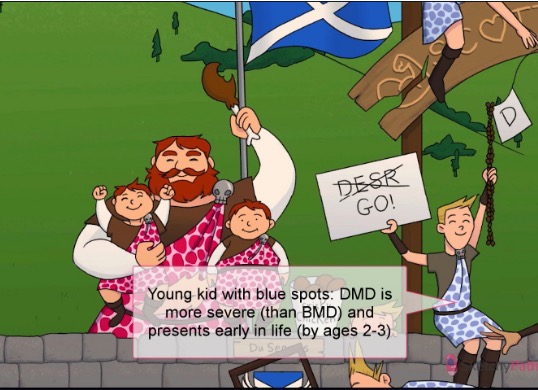 D
DESR
GO!
Young kid with blue spots: DMD is
more severe (than BMD) and
presents early in life (by ages 2-3)